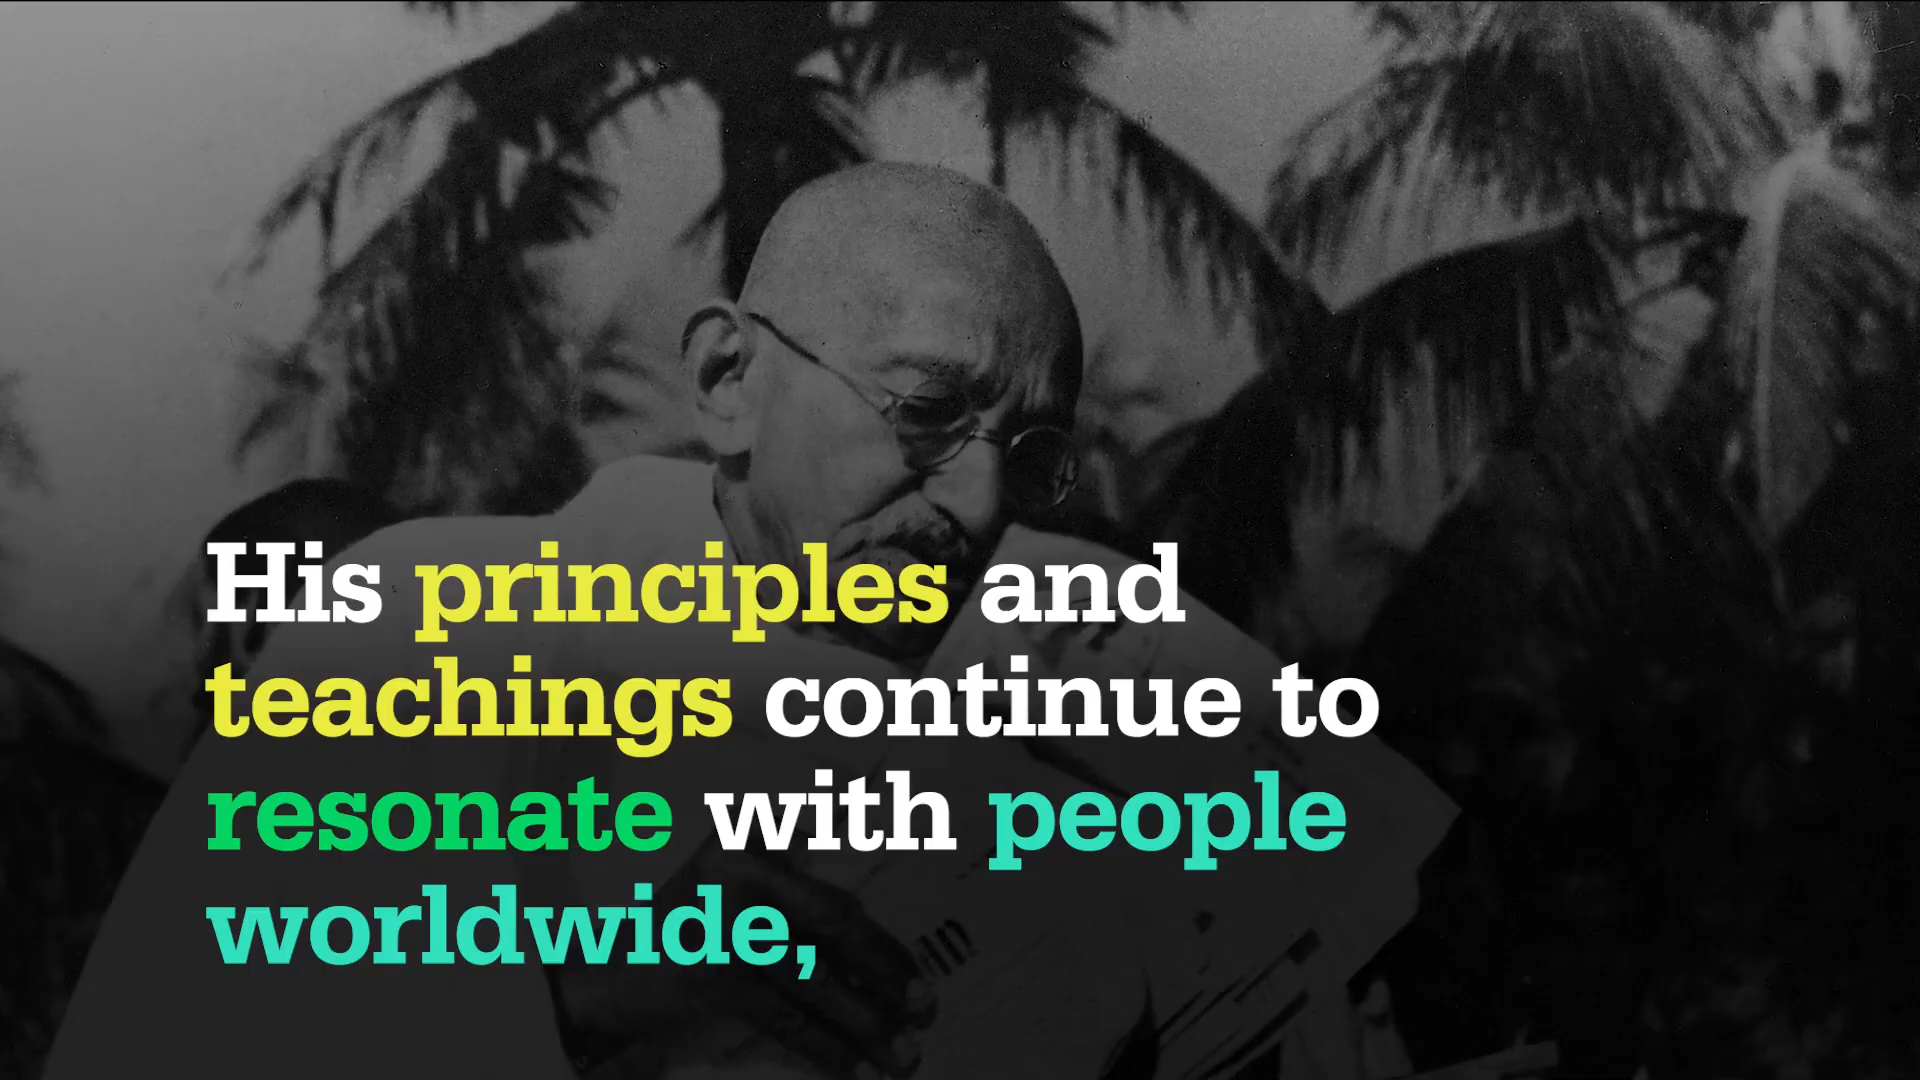 His principles and
teachings continue to
resonate with people
worldwide,